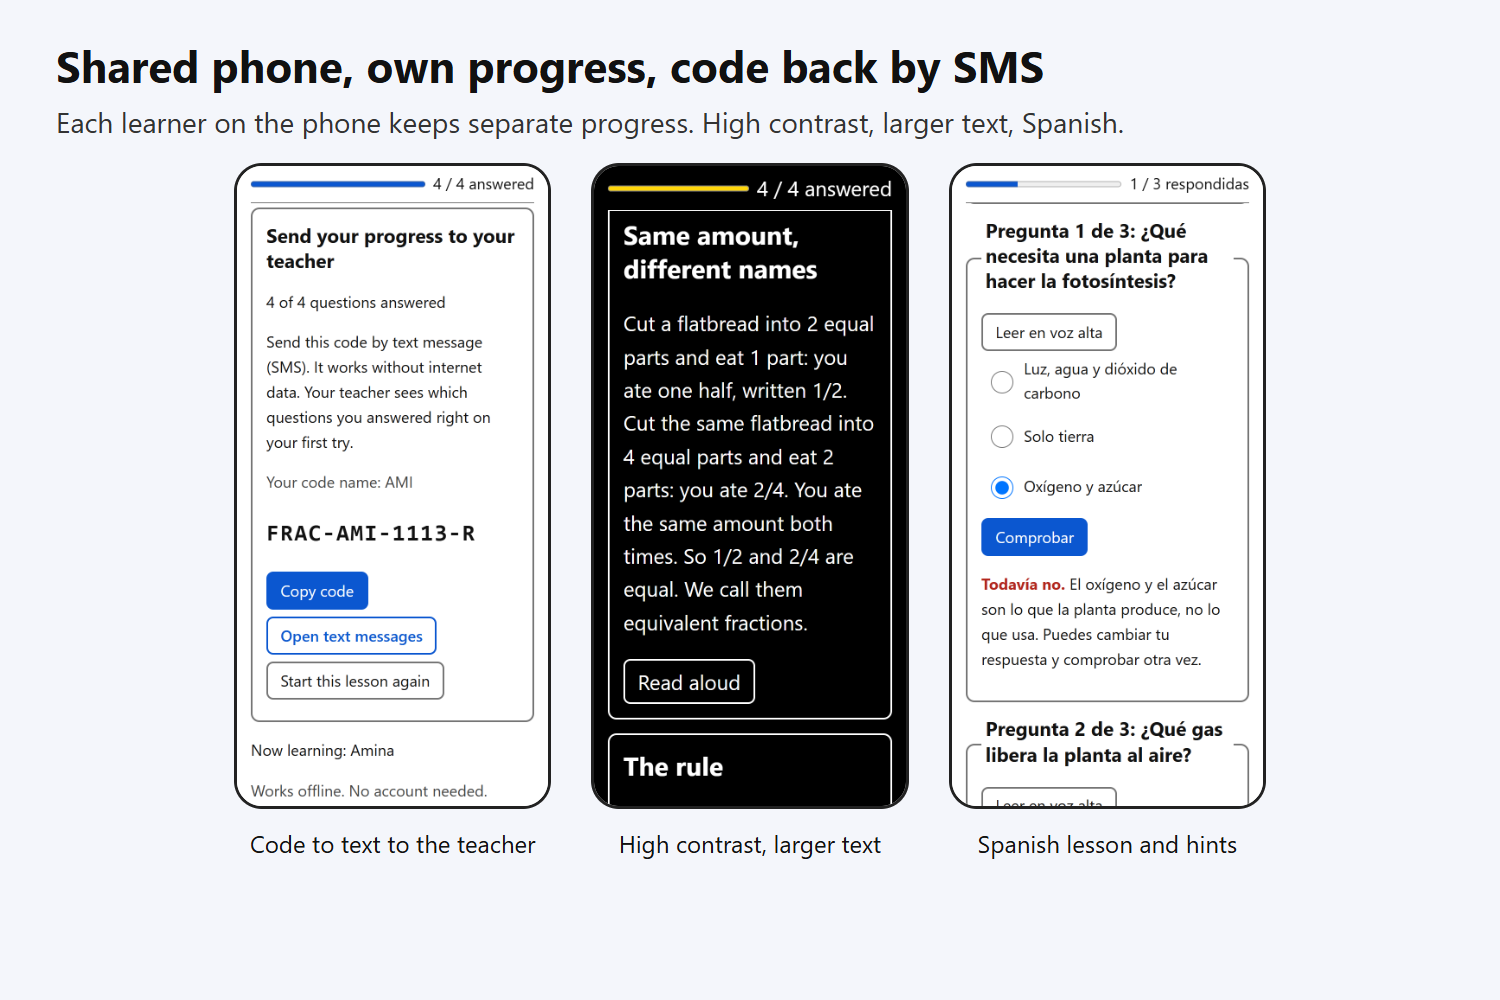 Shared phone, own progress, code back by SMS
Each learner on the phone keeps separate progress. High contrast, larger text, Spanish.
4 / 4 answered
Send your progress to your
teacher
4 of 4 questions answered
Send this code by text message
(SMS). It works without internet
data. Your teacher sees which
questions you answered right on
your first try.
Your code name: AMI
FRAC-AMI-1113-R
Copy code
Open text messages
Start this lesson again
Now learning: Amina
Works offline. No account needed.
Code to text to the teacher
4 / 4 answered
Same amount,
different names
Cut a flatbread into 2 equal
parts and eat 1 part: you
ate one half, written 1/2.
Cut the same flatbread into
4 equal parts and eat 2
parts: you ate 2/4. You ate
the same amount both
times. So 1/2 and 2/4 are
equal. We call them
equivalent fractions.
Read aloud
The rule
High contrast, larger text
1 / 3 respondidas
Pregunta 1 de 3: ¿Qué
necesita una planta para
hacer la fotosíntesis?
Leer en voz alta
Luz, agua y dióxido de
carbono
Solo tierra
Oxígeno y azúcar
Comprobar
Todavía no. El oxígeno y el azúcar
son lo que la planta produce, no lo
que usa. Puedes cambiar tu
respuesta y comprobar otra vez.
Pregunta 2 de 3: ¿Qué gas
libera la planta al aire?
Leer en voz alta
Spanish lesson and hints